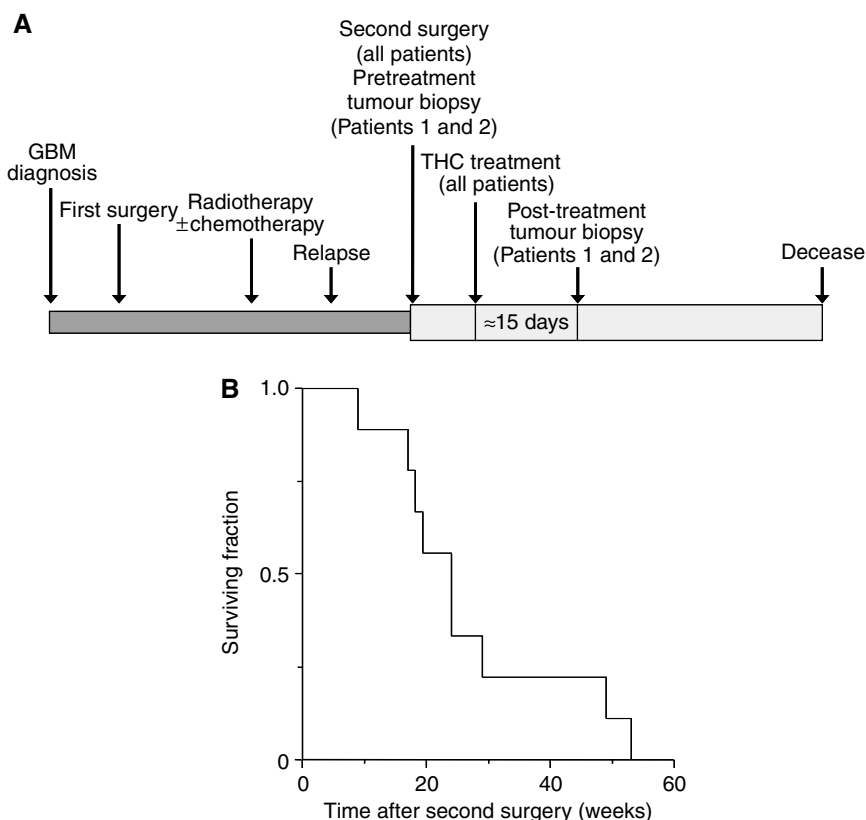 A
GBM
diagnosis
First surgery
Radiotherapy
±chemotherapy
Relapse
Second surgery
(all patients)
Pretreatment
tumour biopsy
(Patients 1 and 2)
THC treatment
(all patients)
Post-treatment
tumour biopsy
(Patients 1 and 2)
Decease
≈15 days
B
1.0
0.5
0
Surviving fraction
0
20
40
60
Time after second surgery (weeks)